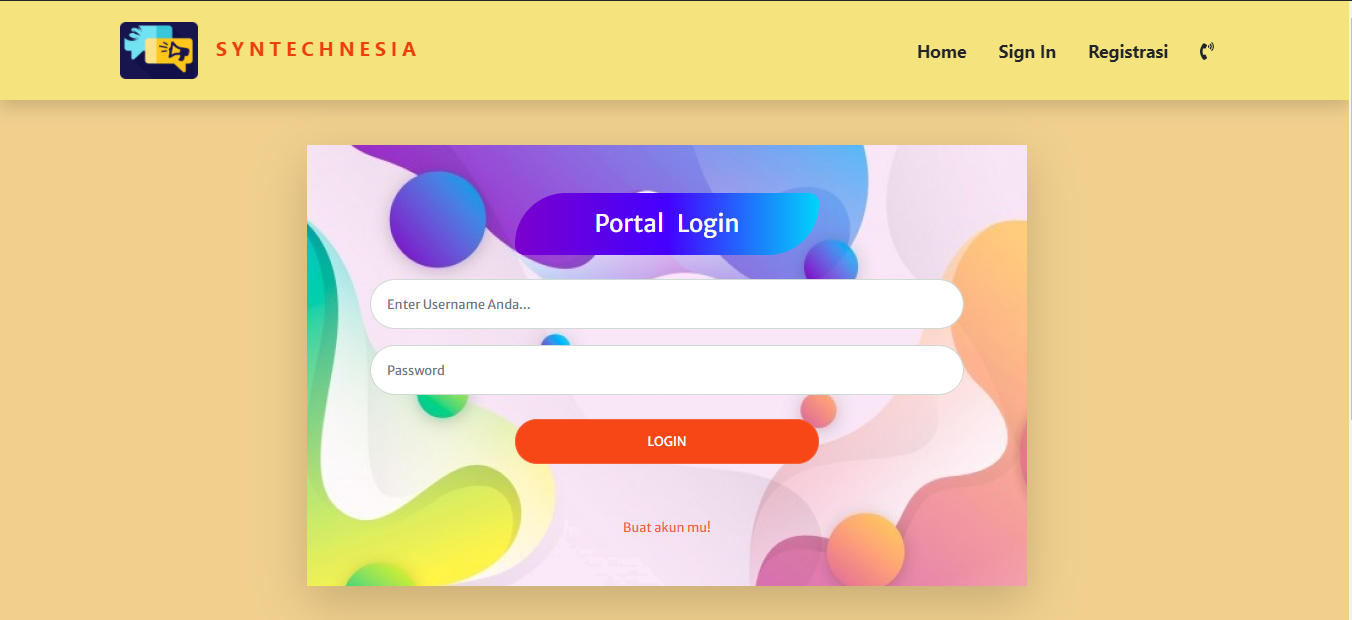 SYNTECHNESIA
Home Sign In Registrasi
Portal Login
Enter Username Anda...
Password
LOGIN
Buat akun mu!